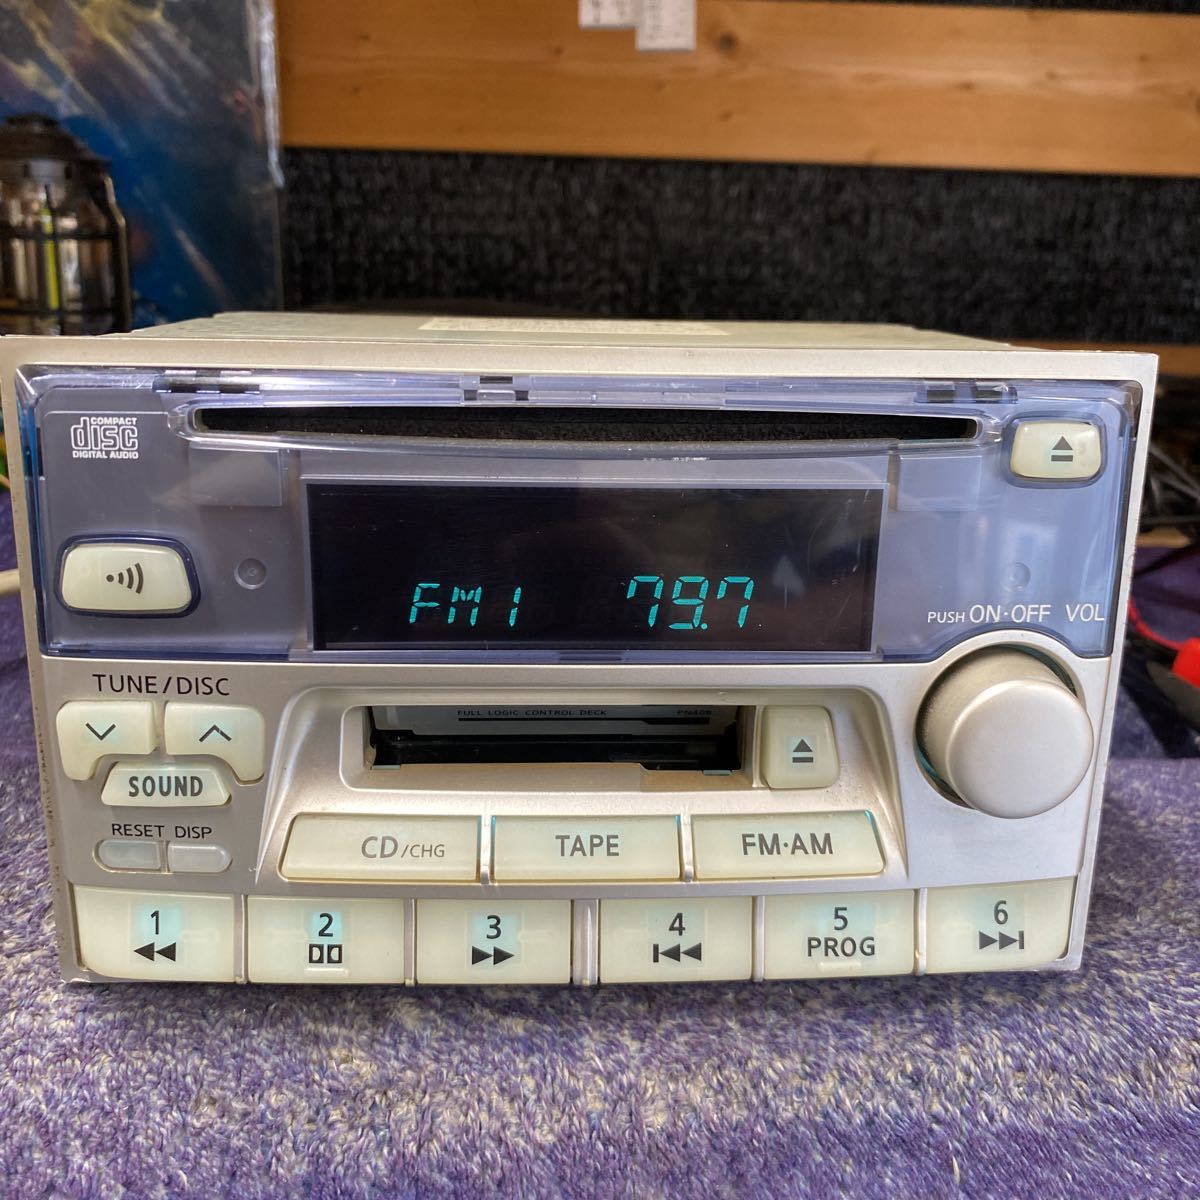 COMPACT
disc
DIGITAL AUDIO
FM1 79.7
PUSH ON·OFF VOL
TUNE/DISC
FULL LOGIC CONTROL DECK
SOUND
RESET DISP
CD/CHG
TAPE
FM·AM
1
2
3
4
5
PROG
6